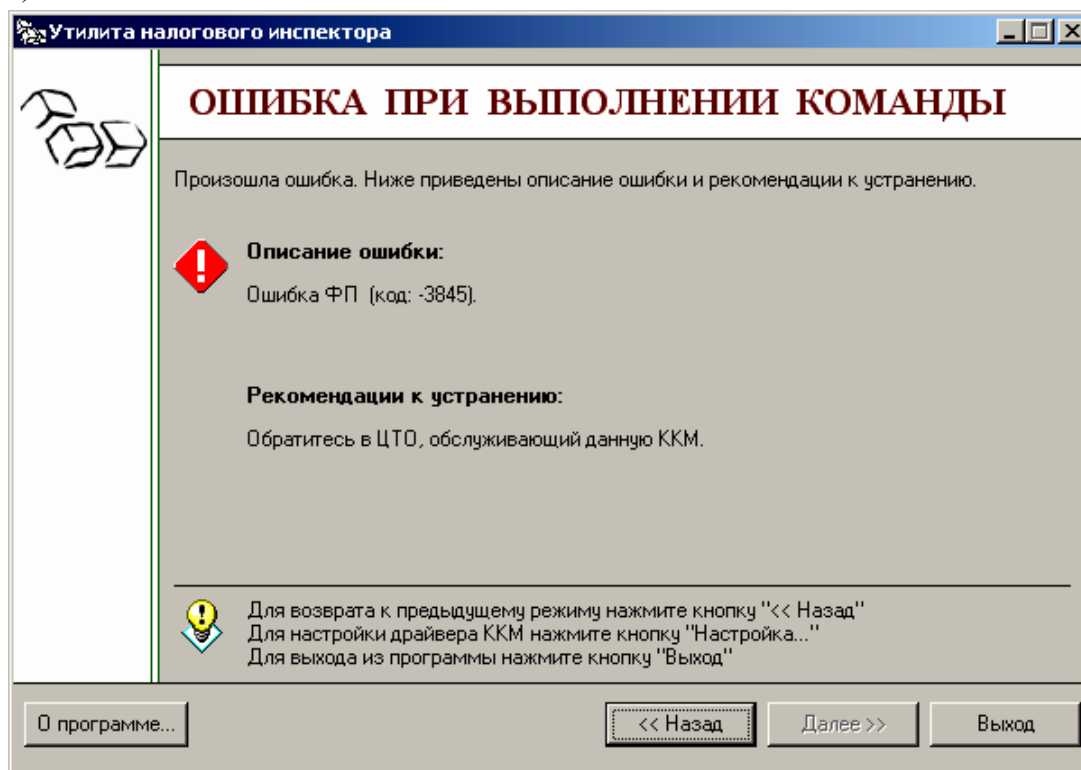 Утилита налогового инспектора
ОШИБКА ПРИ ВЫПОЛНЕНИИ КОМАНДЫ
Произошла ошибка. Ниже приведены описание ошибки и рекомендации к устранению.
Описание ошибки:
Ошибка ФП (код: -3845).
Рекомендации к устранению:
Обратитесь в ЦТО, обслуживающий данную ККМ.
Для возврата к предыдущему режиму нажмите кнопку "<< Назад"
Для настройки драйвера ККМ нажмите кнопку "Настройка..."
Для выхода из программы нажмите кнопку "Выход"
О программе... << Назад Далее >> Выход